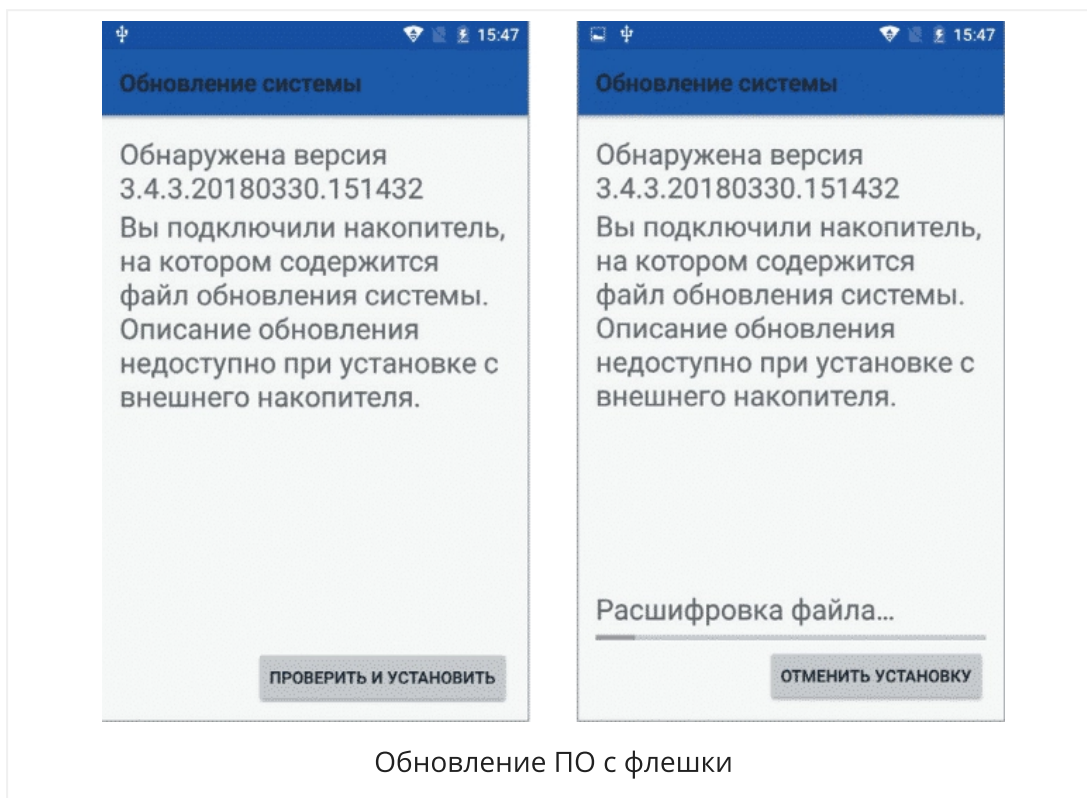 15:47
Обновление системы
Обнаружена версия
3.4.3.20180330.151432
Вы подключили накопитель,
на котором содержится
файл обновления системы.
Описание обновления
недоступно при установке с
внешнего накопителя.
ПРОВЕРИТЬ И УСТАНОВИТЬ
15:47
Обновление системы
Обнаружена версия
3.4.3.20180330.151432
Вы подключили накопитель,
на котором содержится
файл обновления системы.
Описание обновления
недоступно при установке с
внешнего накопителя.
Расшифровка файла...
ОТМЕНИТЬ УСТАНОВКУ
Обновление ПО с флешки